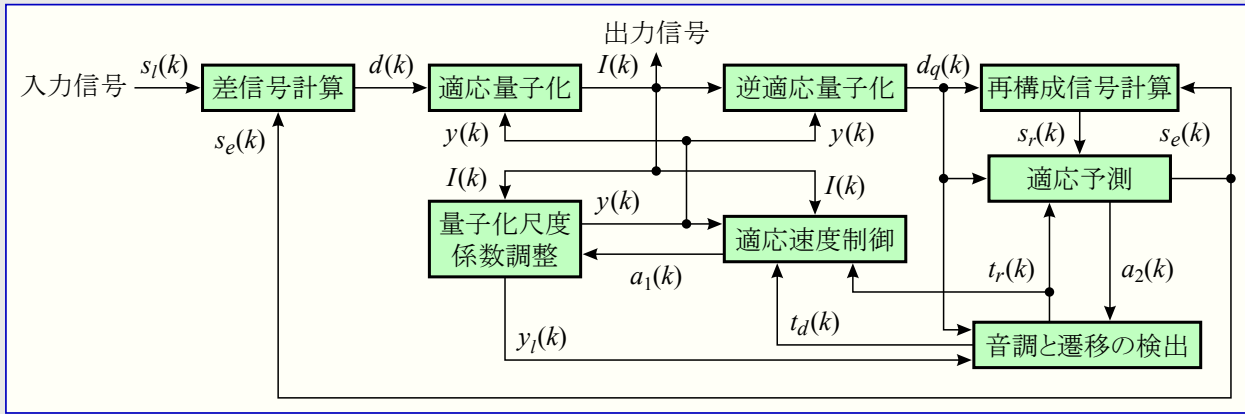 出力信号
入力信号
s_l(k)
差信号計算
d(k)
適応量子化
I(k)
逆適応量子化
d_q(k)
再構成信号計算
s_e(k)
y(k)
y(k)
s_r(k)
s_e(k)
I(k)
I(k)
適応予測
量子化尺度
係数調整
y(k)
適応速度制御
a_1(k)
t_r(k)
a_2(k)
t_d(k)
y_l(k)
音調と遷移の検出